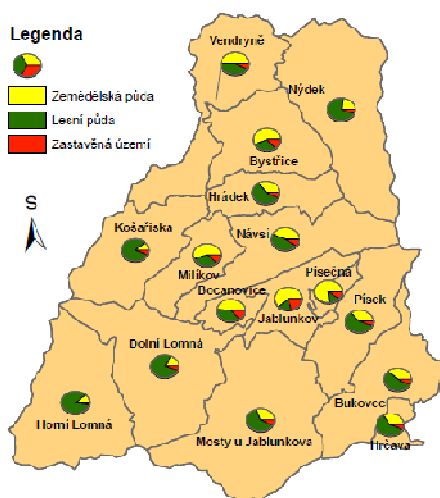 Legenda
Zemědělská půda
Lesní půda
Zastavěná území
S
Vendryně
Nýdek
Bystřice
Hrádek
Košařiska
Návsí
Milíkov
Písečná
Bocanovice
Jablunkov
Písek
Dolní Lomná
Bukovec
Horní Lomná
Mosty u Jablunkova
Hrčava